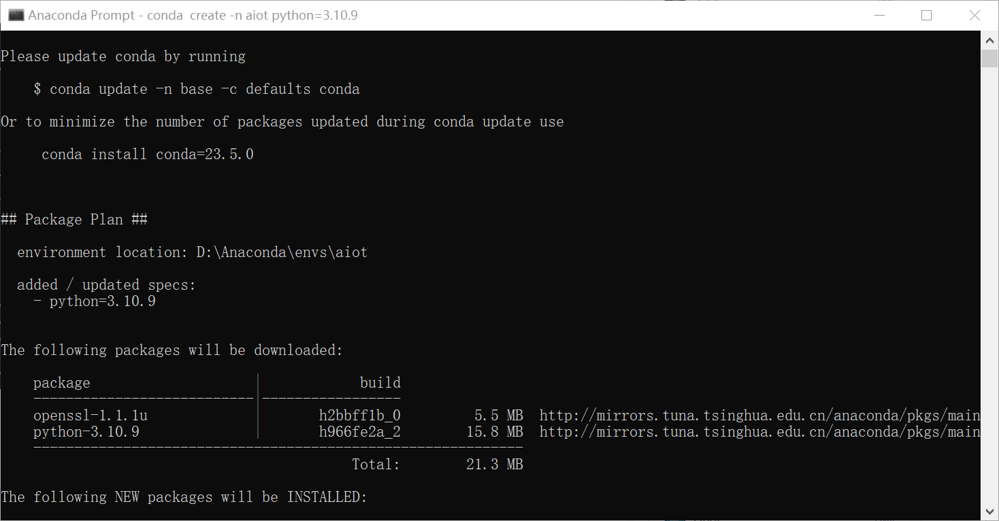 Anaconda Prompt - conda  create -n aiot python=3.10.9
Please update conda by running
$ conda update -n base -c defaults conda
Or to minimize the number of packages updated during conda update use
conda install conda=23.5.0
## Package Plan ##
environment location: D:\Anaconda\envs\aiot
added / updated specs:
- python=3.10.9
The following packages will be downloaded:
package | build
---------------------------|-----------------
openssl-1.1.1u | h2bbff1b_0 5.5 MB http://mirrors.tuna.tsinghua.edu.cn/anaconda/pkgs/main
python-3.10.9 | h966fe2a_2 15.8 MB http://mirrors.tuna.tsinghua.edu.cn/anaconda/pkgs/main
------------------------------------------------------------
Total: 21.3 MB
The following NEW packages will be INSTALLED: